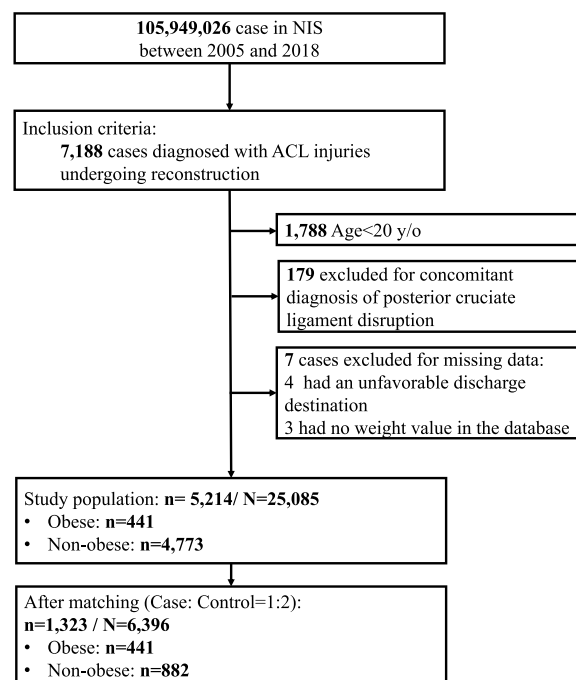 105,949,026 case in NIS
between 2005 and 2018
Inclusion criteria:
7,188 cases diagnosed with ACL injuries
undergoing reconstruction
1,788 Age<20 y/o
179 excluded for concomitant
diagnosis of posterior cruciate
ligament disruption
7 cases excluded for missing data:
4 had an unfavorable discharge
destination
3 had no weight value in the database
Study population: n= 5,214/ N=25,085
• Obese: n=441
• Non-obese: n=4,773
After matching (Case: Control=1:2):
n=1,323 / N=6,396
• Obese: n=441
• Non-obese: n=882